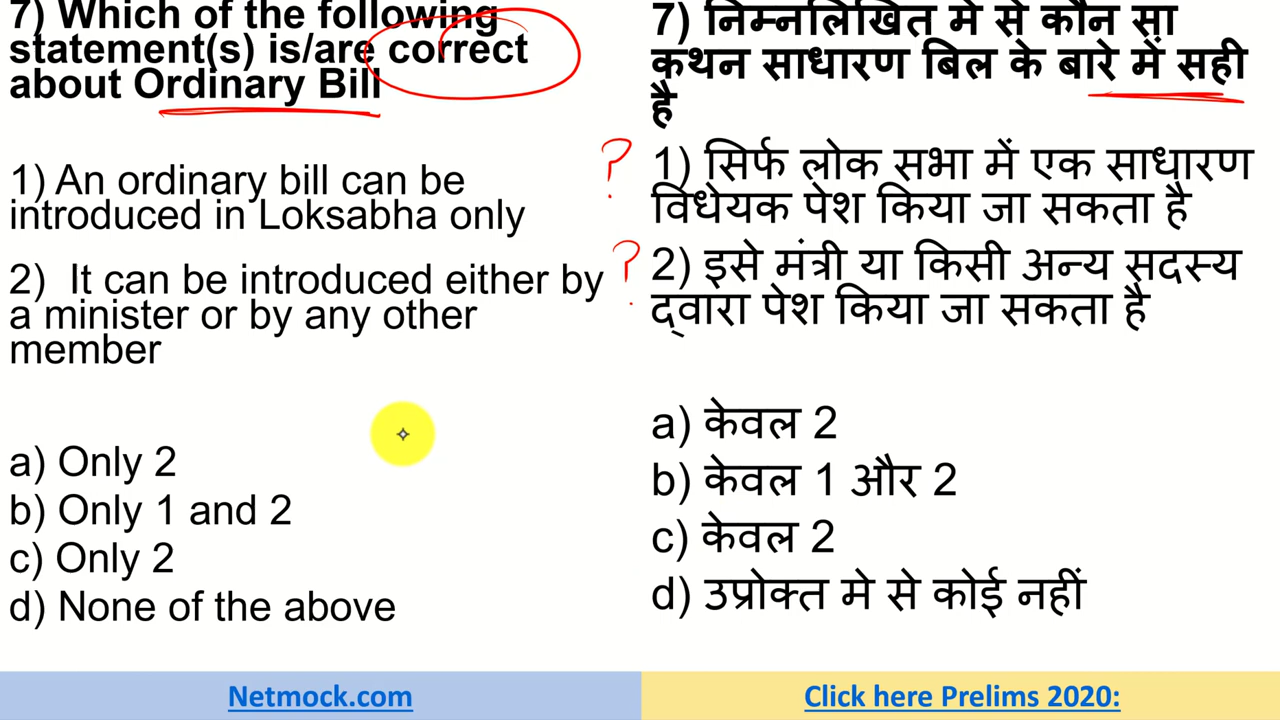 7) Which of the following
statement(s) is/are correct
about Ordinary Bill
1) An ordinary bill can be
introduced in Loksabha only
2) It can be introduced either by
a minister or by any other
member
a) Only 2
b) Only 1 and 2
c) Only 2
d) None of the above
7) निम्नलिखित मे से कौन सा
कथन साधारण बिल के बारे में सही
है
? 1) सिर्फ लोक सभा में एक साधारण
विधेयक पेश किया जा सकता है
? 2) इसे मंत्री या किसी अन्य सदस्य
द्वारा पेश किया जा सकता है
a) केवल 2
b) केवल 1 और 2
c) केवल 2
d) उप्रोक्त मे से कोई नहीं
Netmock.com
Click here Prelims 2020: